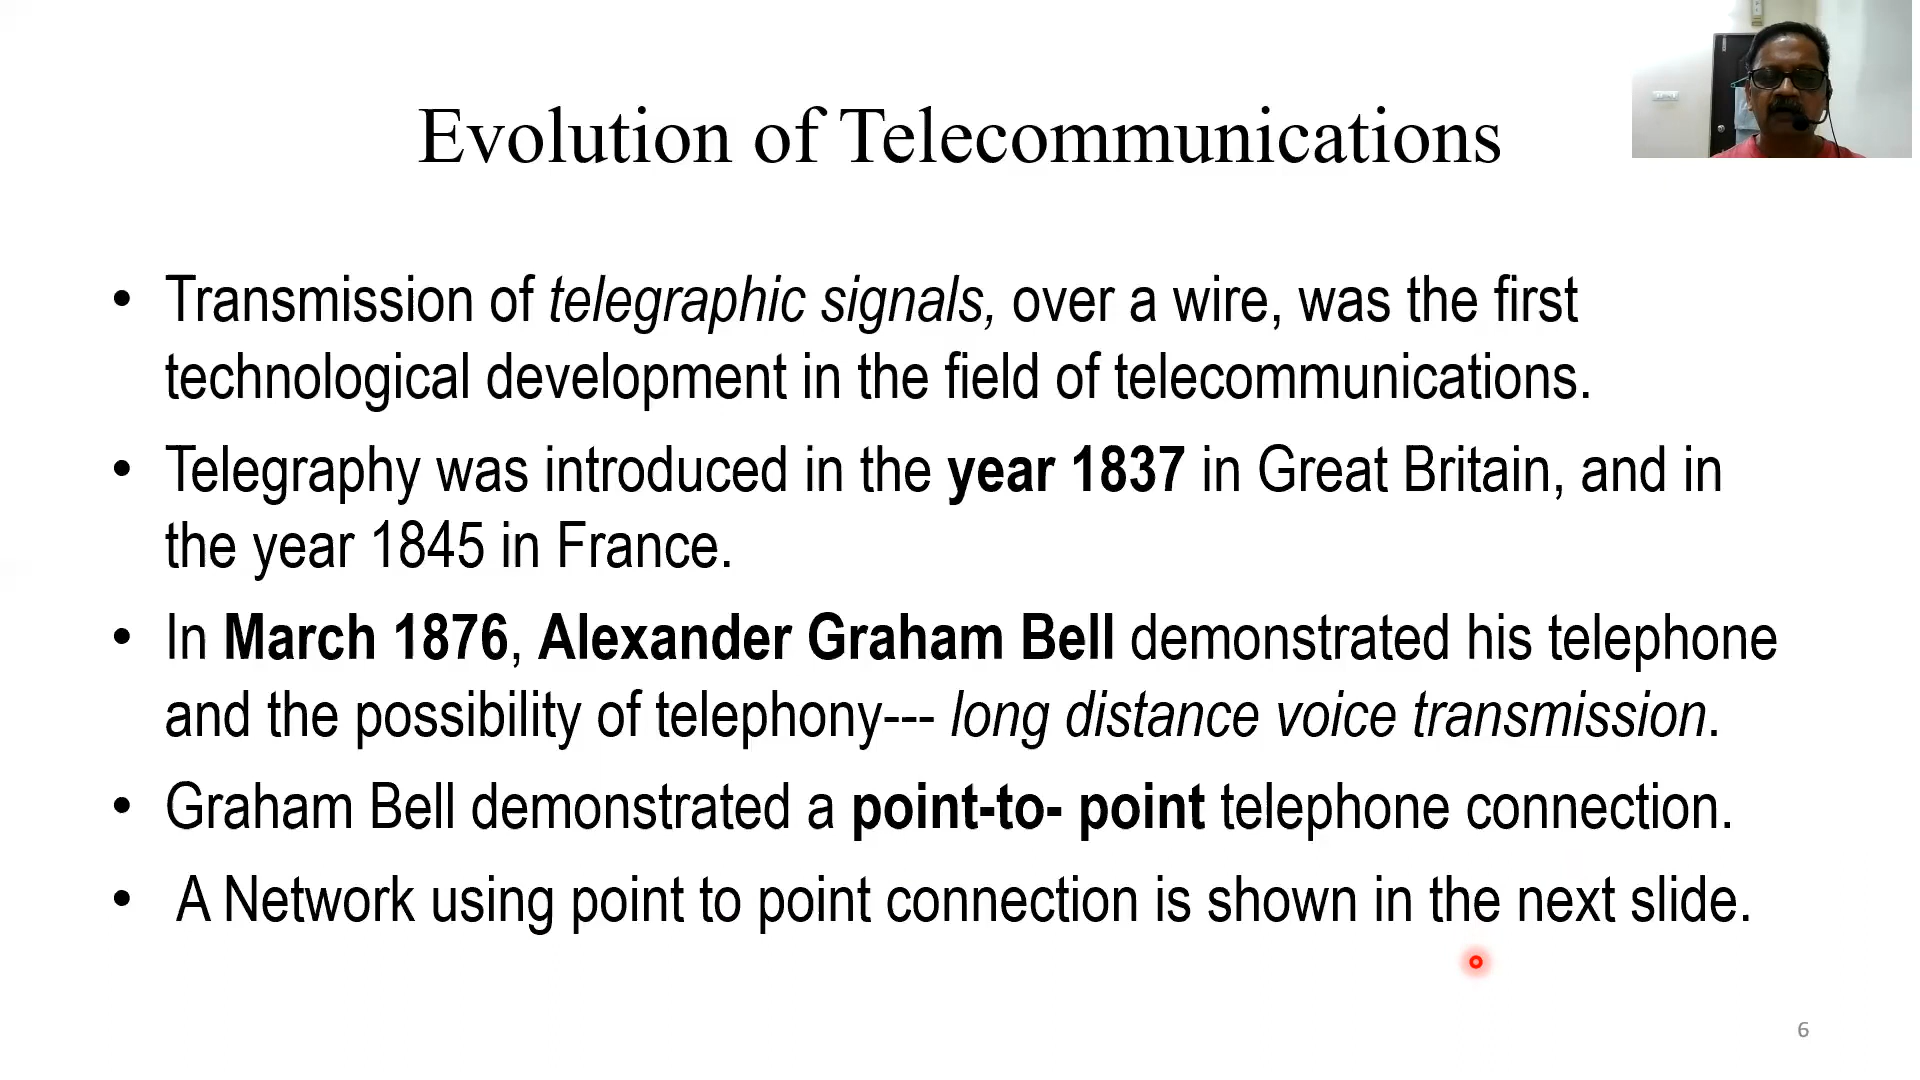 Evolution of Telecommunications
• Transmission of telegraphic signals, over a wire, was the first
technological development in the field of telecommunications.
• Telegraphy was introduced in the year 1837 in Great Britain, and in
the year 1845 in France.
• In March 1876, Alexander Graham Bell demonstrated his telephone
and the possibility of telephony--- long distance voice transmission.
• Graham Bell demonstrated a point-to- point telephone connection.
• A Network using point to point connection is shown in the next slide.
6